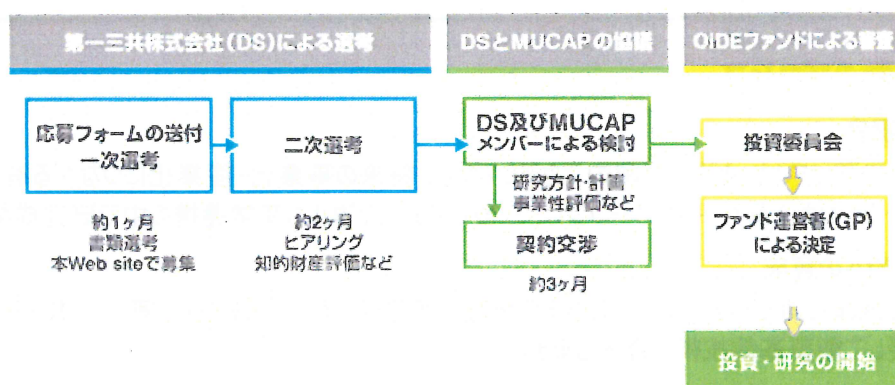 第一三共株式会社(DS)による選考
DSとMUCAPの協議
OIDEファンドによる審査
応募フォームの送付
一次選考
二次選考
DS及びMUCAP
メンバーによる検討
投資委員会
約1ヶ月
書類選考
本Web siteで募集
約2ヶ月
ヒアリング
知的財産評価など
研究方針・計画
事業性評価など
契約交渉
約3ヶ月
ファンド運営者(GP)
による決定
投資・研究の開始